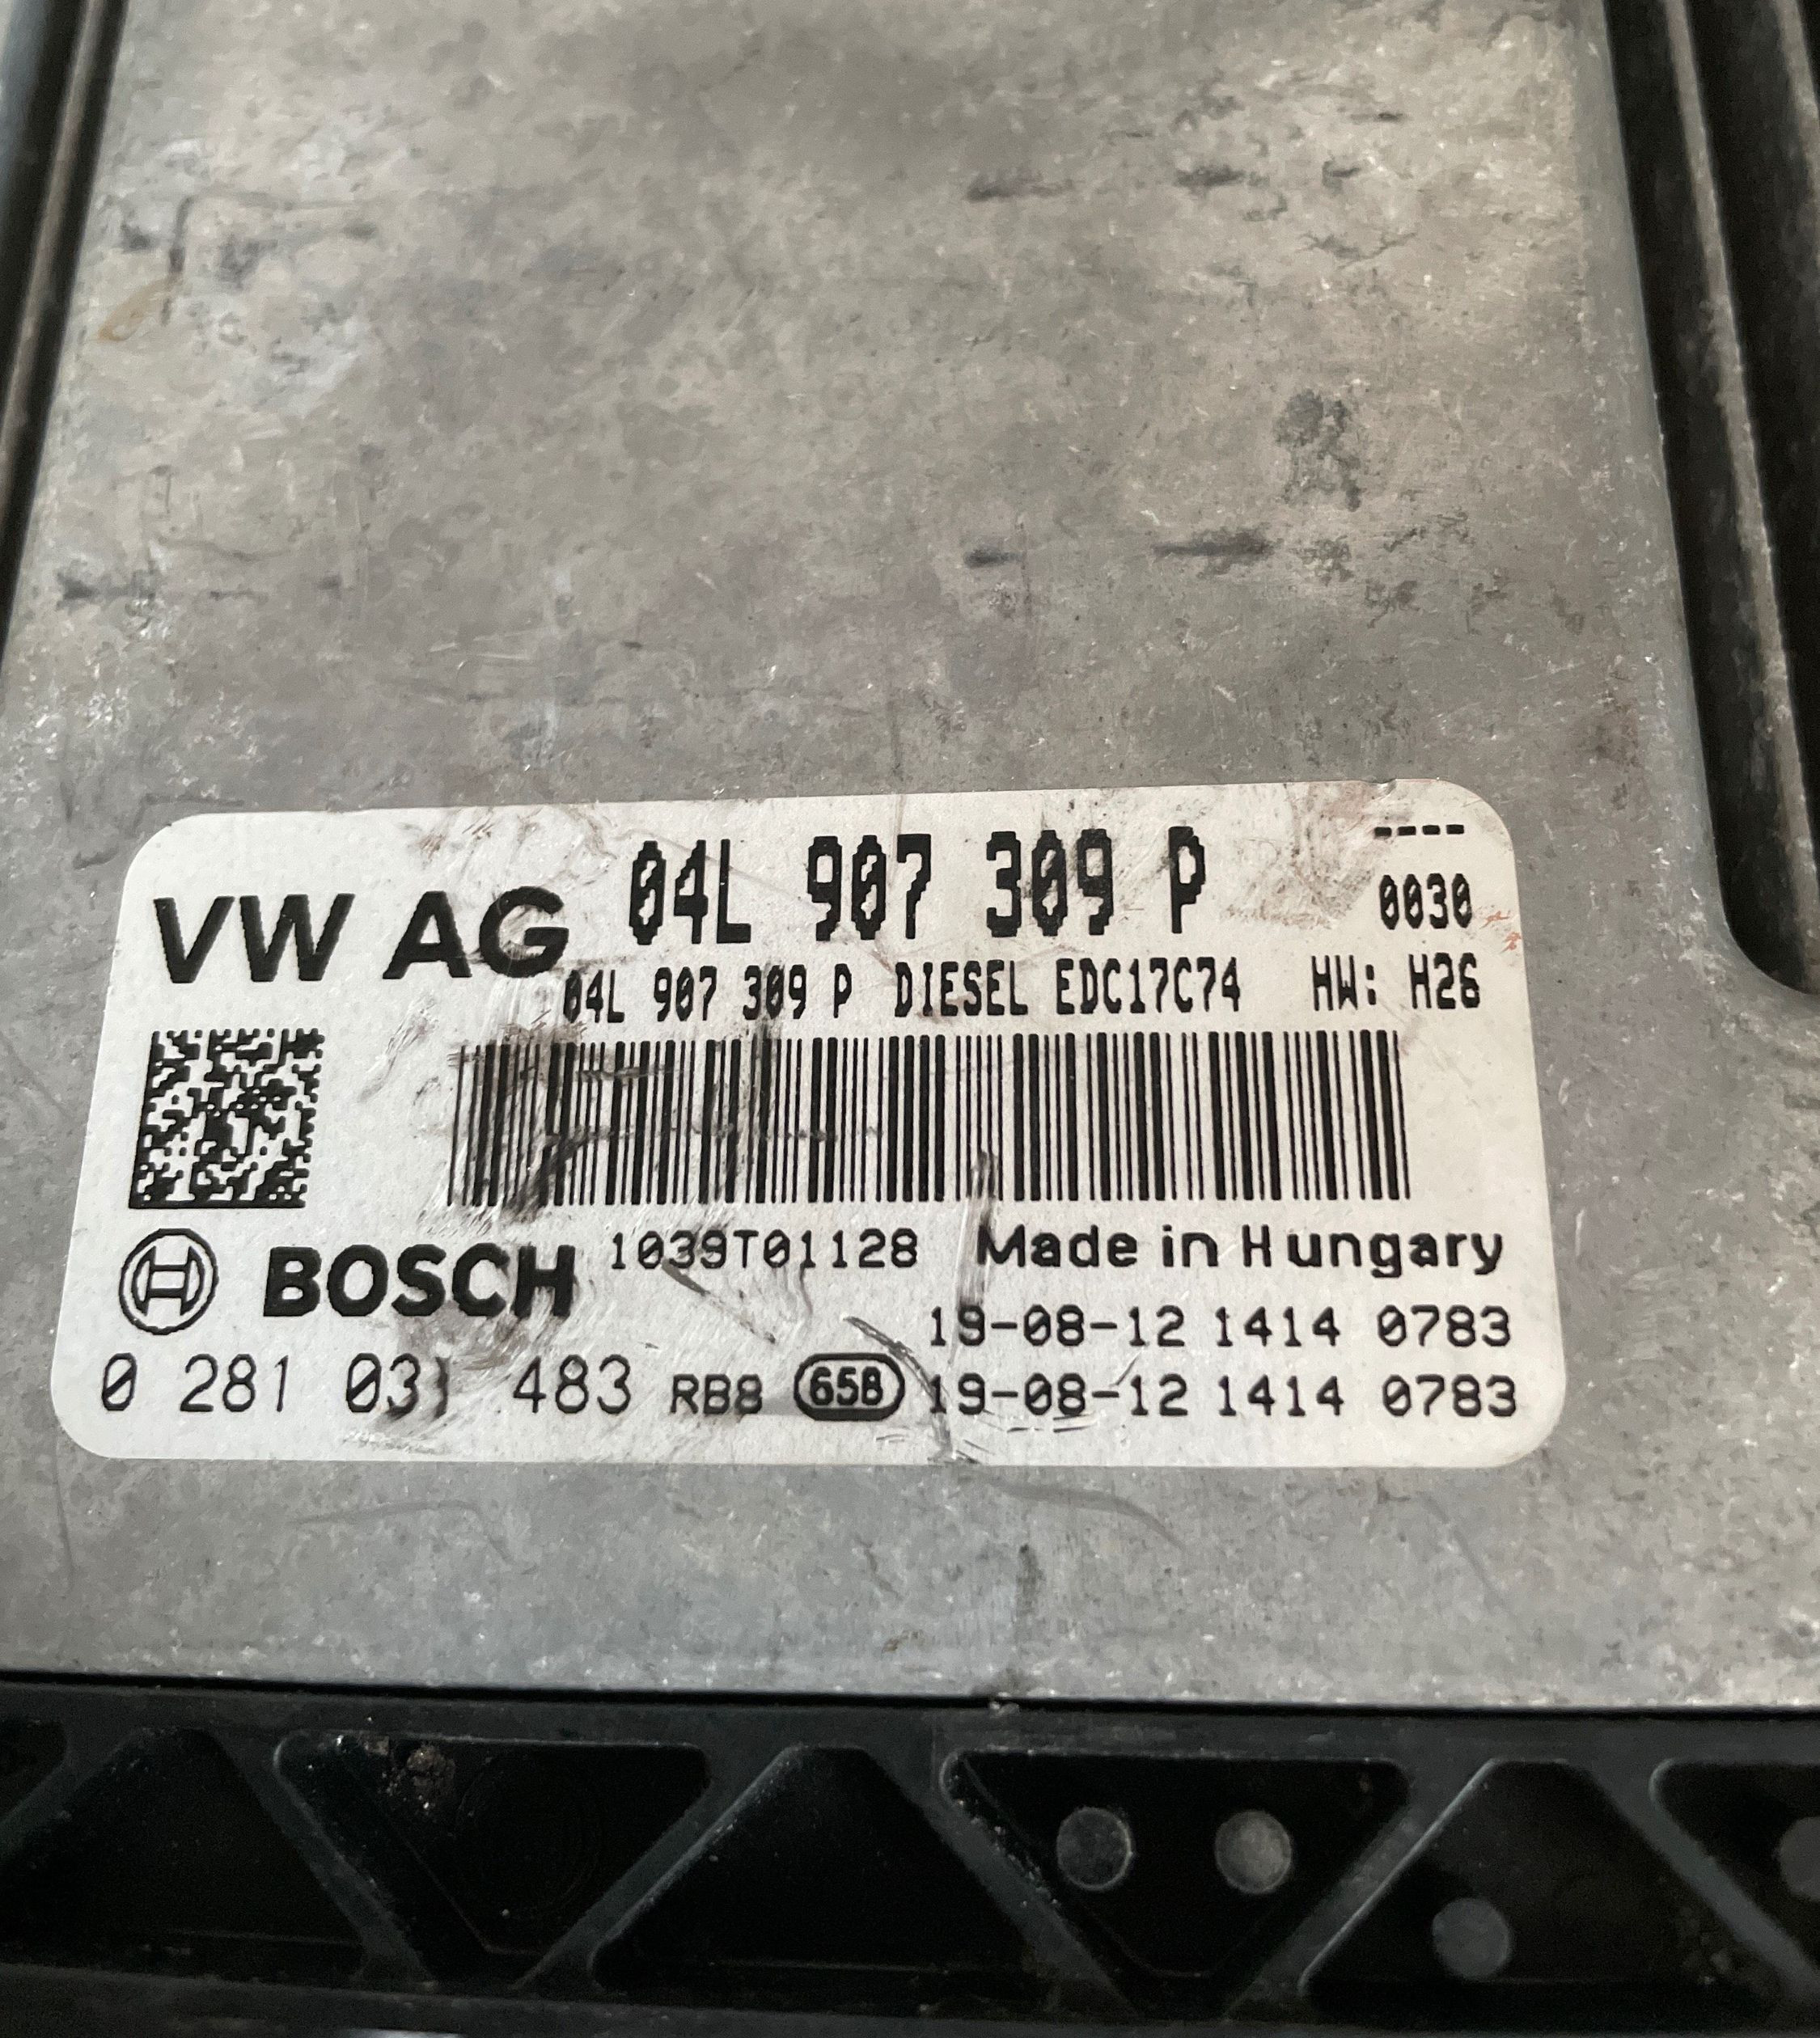 VW AG 04L 907 309 P ----
0030
04L 907 309 P DIESEL EDC17C74 HW: H26
BOSCH 1039T01128 Made in Hungary
19-08-12 1414 0783
0 281 031 483 RB8 65B 19-08-12 1414 0783